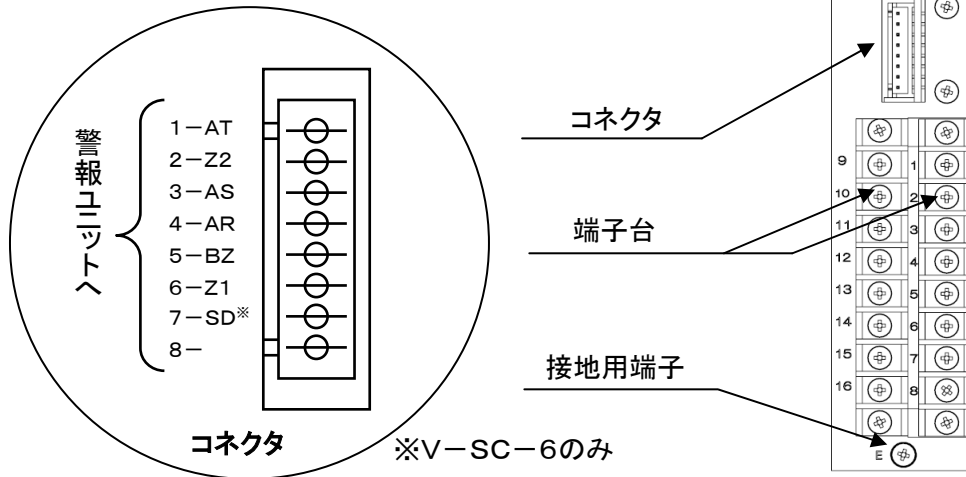 警報ユニットへ
1－AT
2－Z2
3－AS
4－AR
5－BZ
6－Z1
7－SD※
8－
コネクタ
※V－SC－6のみ
コネクタ
端子台
接地用端子
9
1
10
2
11
3
12
4
13
5
14
6
15
7
16
8
E